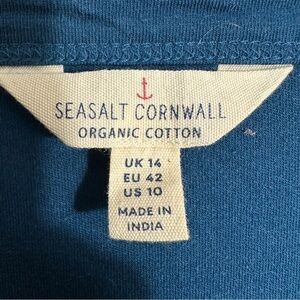 SEASALT CORNWALL
ORGANIC COTTON
UK 14
EU 42
US 10
MADE IN
INDIA